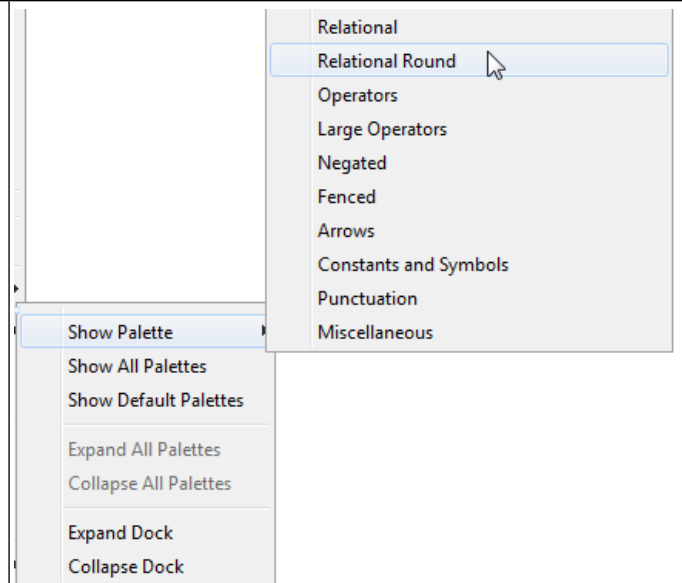 Relational
Relational Round
Operators
Large Operators
Negated
Fenced
Arrows
Constants and Symbols
Punctuation
Miscellaneous
Show Palette
Show All Palettes
Show Default Palettes
Expand All Palettes
Collapse All Palettes
Expand Dock
Collapse Dock